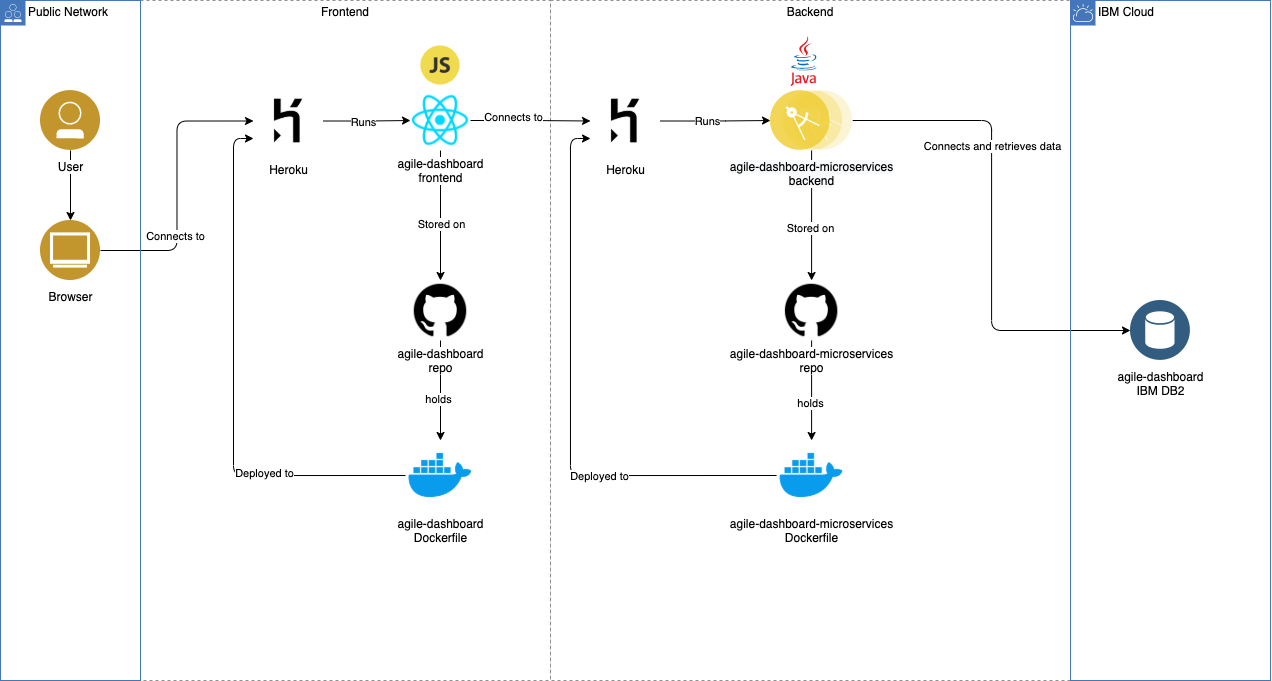 Public Network
Frontend
Backend
IBM Cloud
JS
Java
User
Browser
Connects to
Heroku
Runs
agile-dashboard
frontend
Connects to
Stored on
agile-dashboard
repo
holds
Deployed to
agile-dashboard
Dockerfile
Heroku
Runs
agile-dashboard-microservices
backend
Connects and retrieves data
Stored on
agile-dashboard-microservices
repo
holds
Deployed to
agile-dashboard-microservices
Dockerfile
agile-dashboard
IBM DB2